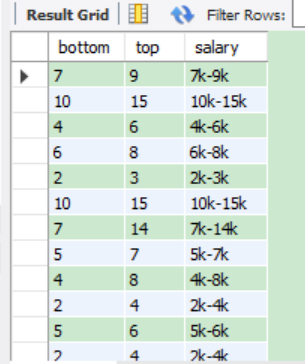 Result Grid Filter Rows:
bottom top salary
7 9 7k-9k
10 15 10k-15k
4 6 4k-6k
6 8 6k-8k
2 3 2k-3k
10 15 10k-15k
7 14 7k-14k
5 7 5k-7k
4 8 4k-8k
2 4 2k-4k
5 6 5k-6k
2 4 2k-4k